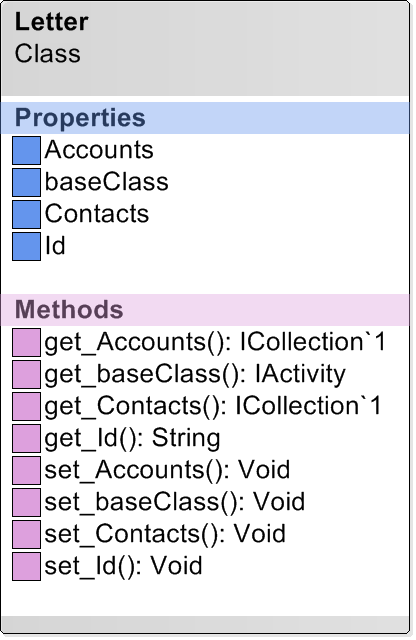 Letter
Class
Properties
Accounts
baseClass
Contacts
Id
Methods
get_Accounts(): ICollection`1
get_baseClass(): IActivity
get_Contacts(): ICollection`1
get_Id(): String
set_Accounts(): Void
set_baseClass(): Void
set_Contacts(): Void
set_Id(): Void